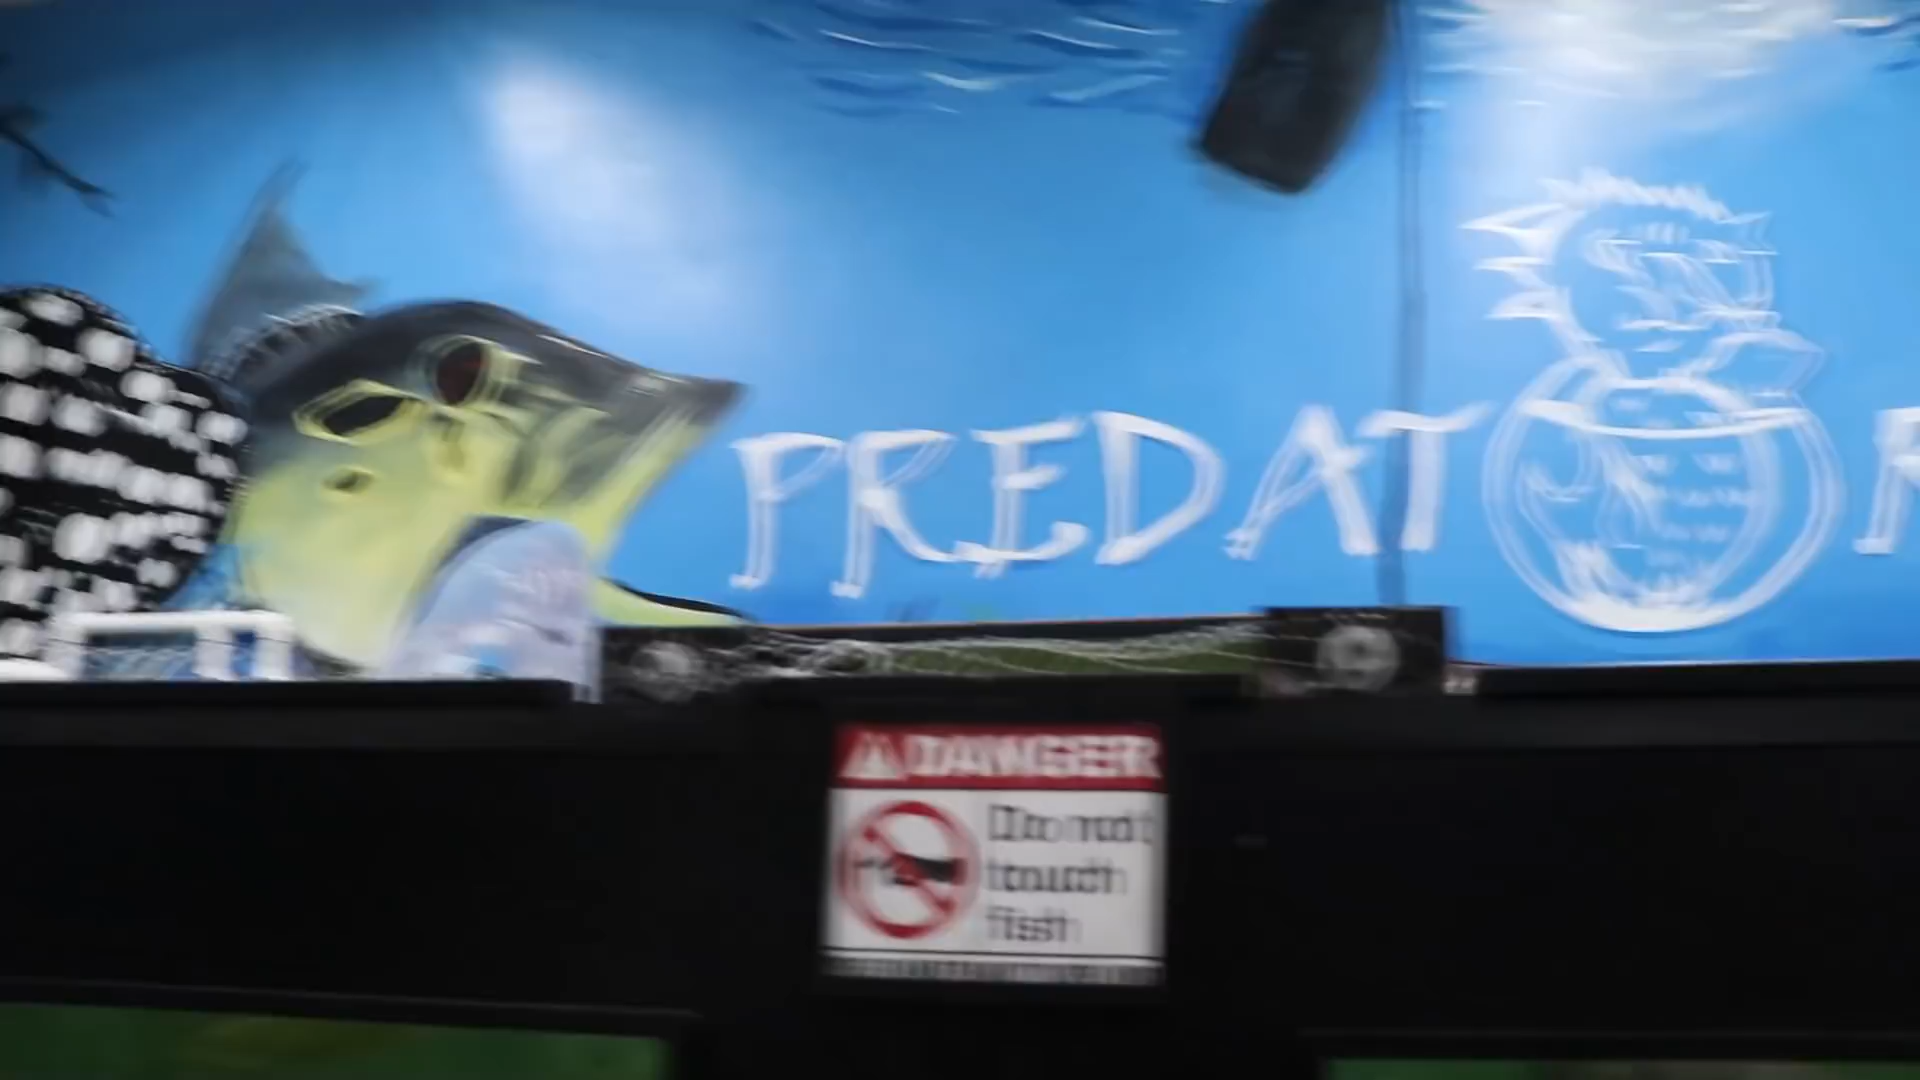 PREDAT R
DANGER
Do not
touch
fish